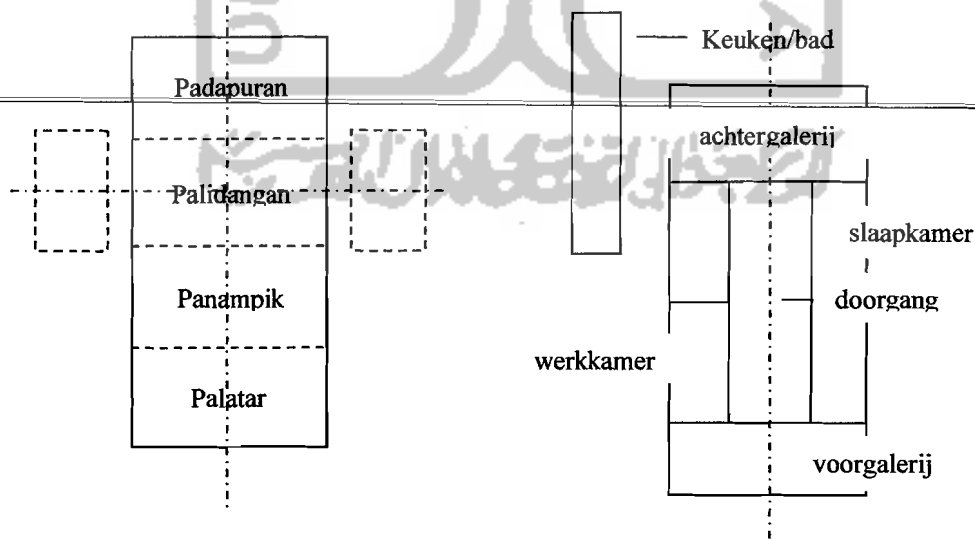 Keuken/bad
Padapuran
achtergalerij
Palidangan
slaapkamer
Panampik
doorgang
werkkamer
Palatar
voorgalerij